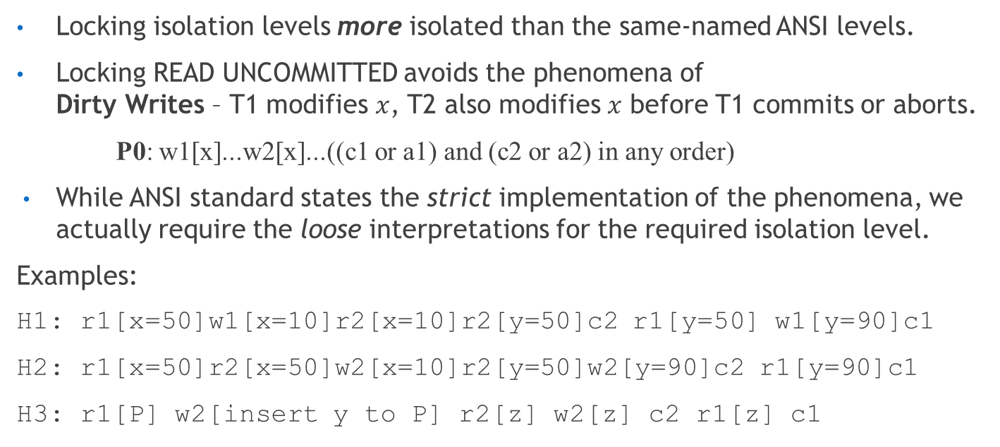 • Locking isolation levels more isolated than the same-named ANSI levels.
• Locking READ UNCOMMITTED avoids the phenomena of
Dirty Writes – T1 modifies x, T2 also modifies x before T1 commits or aborts.
P0: w1[x]...w2[x]...((c1 or a1) and (c2 or a2) in any order)
• While ANSI standard states the strict implementation of the phenomena, we
actually require the loose interpretations for the required isolation level.
Examples:
H1: r1[x=50]w1[x=10]r2[x=10]r2[y=50]c2 r1[y=50] w1[y=90]c1
H2: r1[x=50]r2[x=50]w2[x=10]r2[y=50]w2[y=90]c2 r1[y=90]c1
H3: r1[P] w2[insert y to P] r2[z] w2[z] c2 r1[z] c1